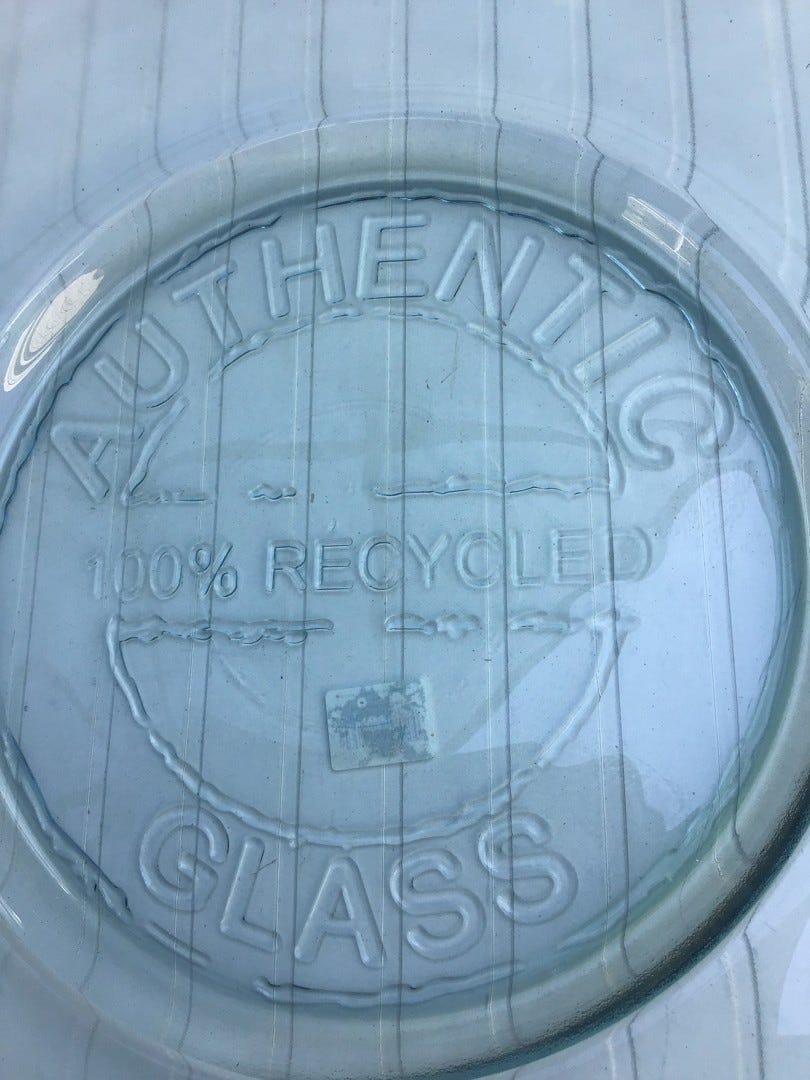 AUTHENTIC
100% RECYCLED
GLASS